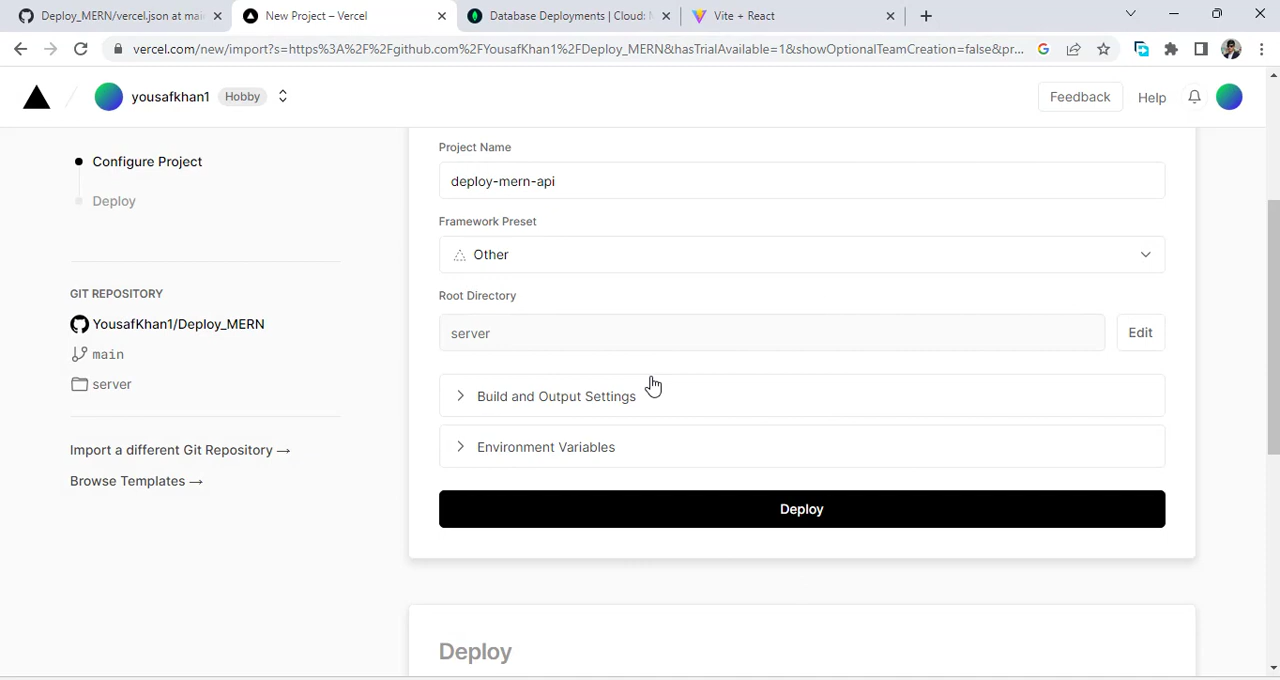 Deploy_MERN/vercel.json at mai
New Project – Vercel
Database Deployments | Cloud: M
Vite + React
vercel.com/new/import?s=https%3A%2F%2Fgithub.com%2FYousafKhan1%2FDeploy_MERN&hasTrialAvailable=1&showOptionalTeamCreation=false&pr...
yousafkhan1 Hobby
Feedback Help
Configure Project
Deploy
GIT REPOSITORY
YousafKhan1/Deploy_MERN
main
server
Import a different Git Repository →
Browse Templates →
Project Name
deploy-mern-api
Framework Preset
Other
Root Directory
server Edit
Build and Output Settings
Environment Variables
Deploy
Deploy